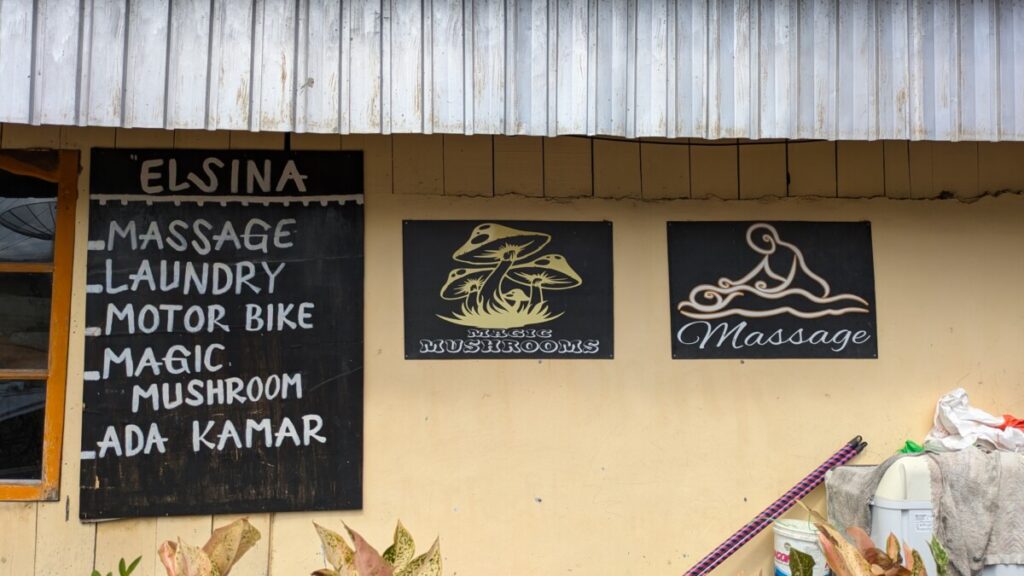 "ELSINA
MASSAGE
LAUNDRY
MOTOR BIKE
MAGIC
MUSHROOM
ADA KAMAR
MAGIC
MUSHROOMS
Massage